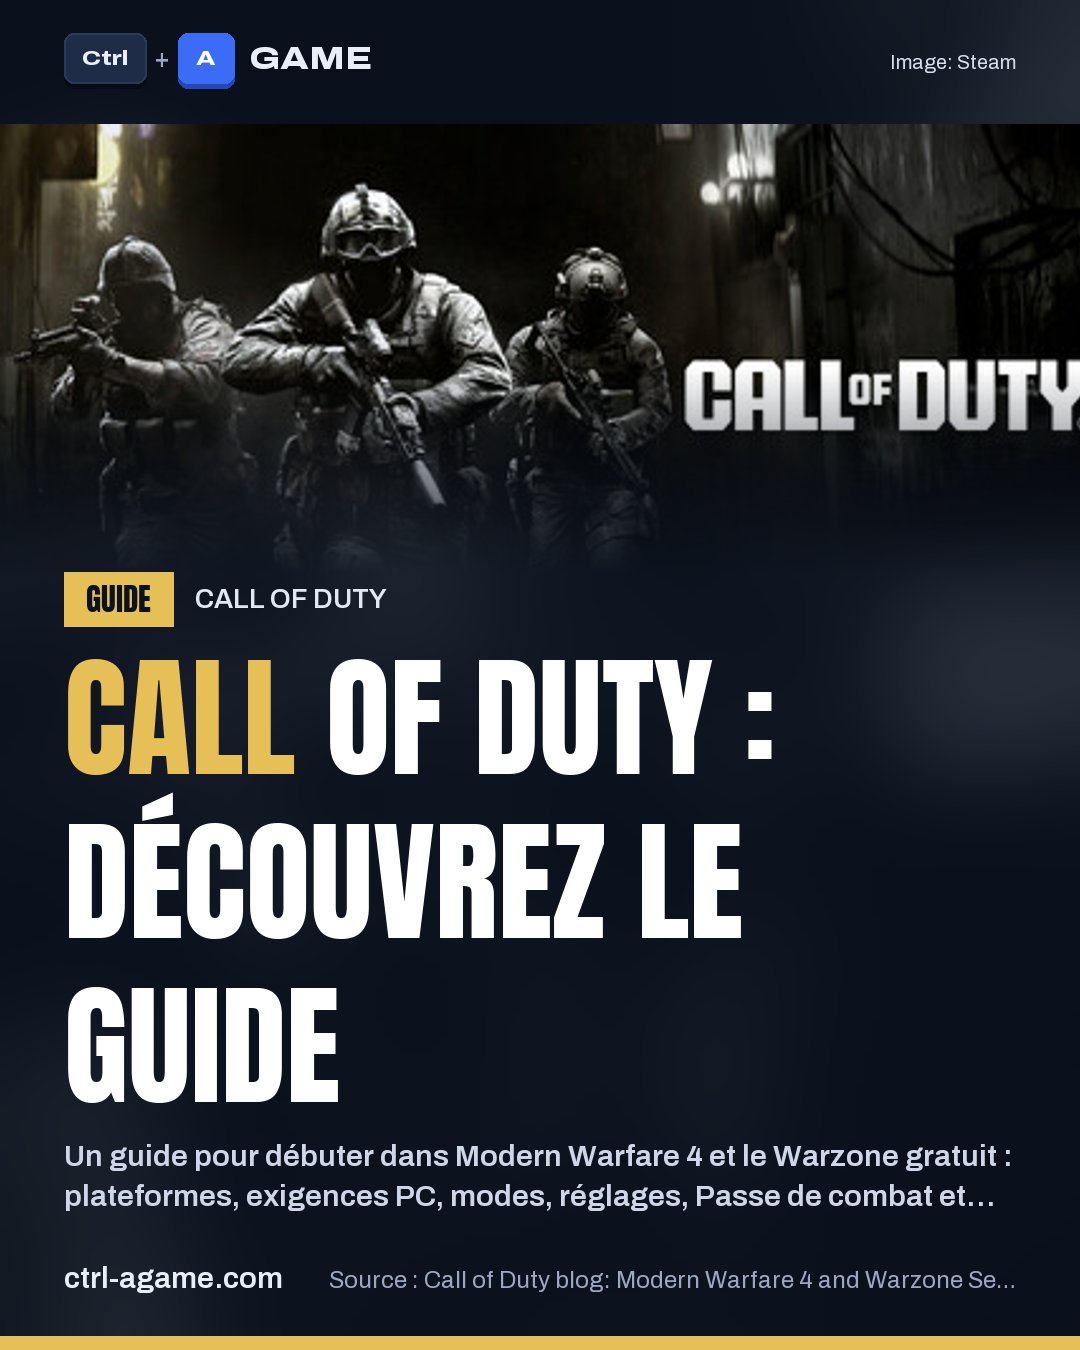 Ctrl + A GAME
Image: Steam
CALL OF DUTY
GUIDE CALL OF DUTY
CALL OF DUTY :
DÉCOUVREZ LE
GUIDE
Un guide pour débuter dans Modern Warfare 4 et le Warzone gratuit :
plateformes, exigences PC, modes, réglages, Passe de combat et...
ctrl-agame.com
Source : Call of Duty blog: Modern Warfare 4 and Warzone Se...